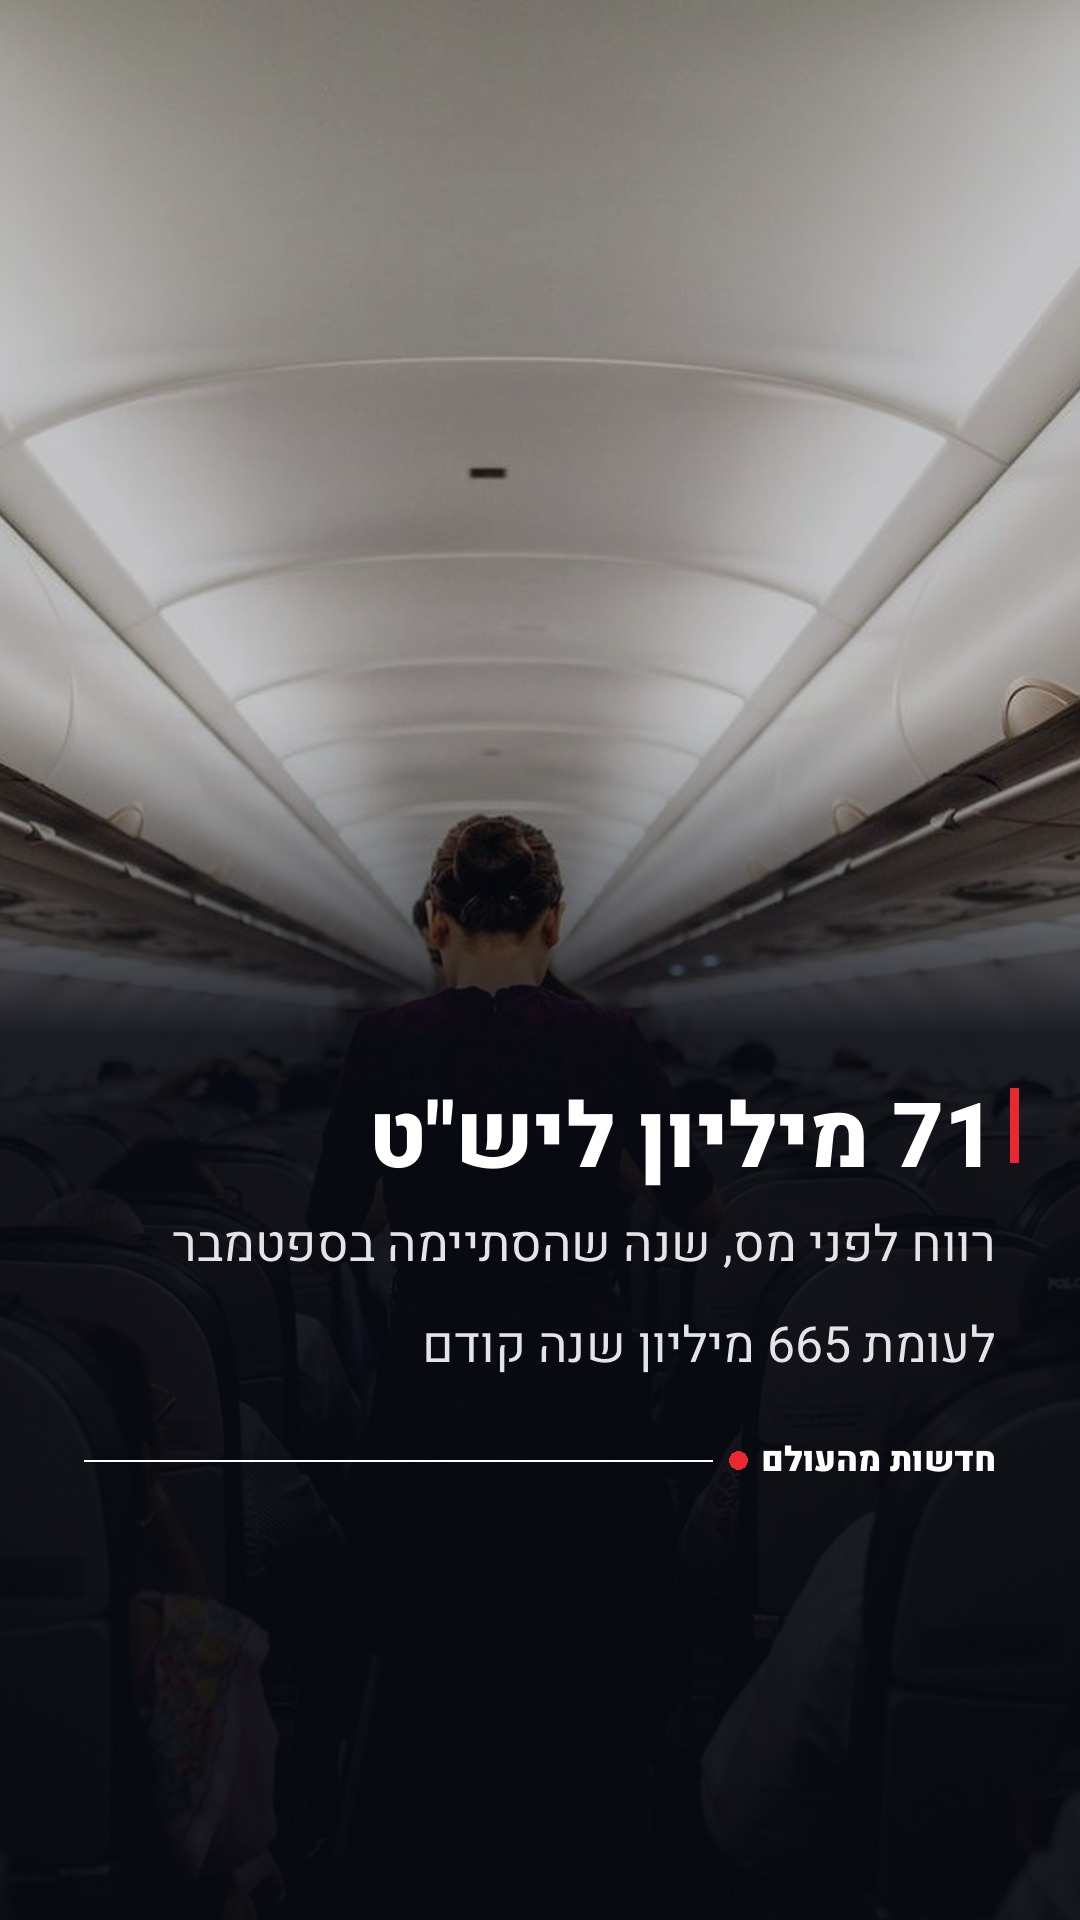 71 מיליון ליש"ט
רווח לפני מס, שנה שהסתיימה בספטמבר
לעומת 665 מיליון שנה קודם
חדשות מהעולם